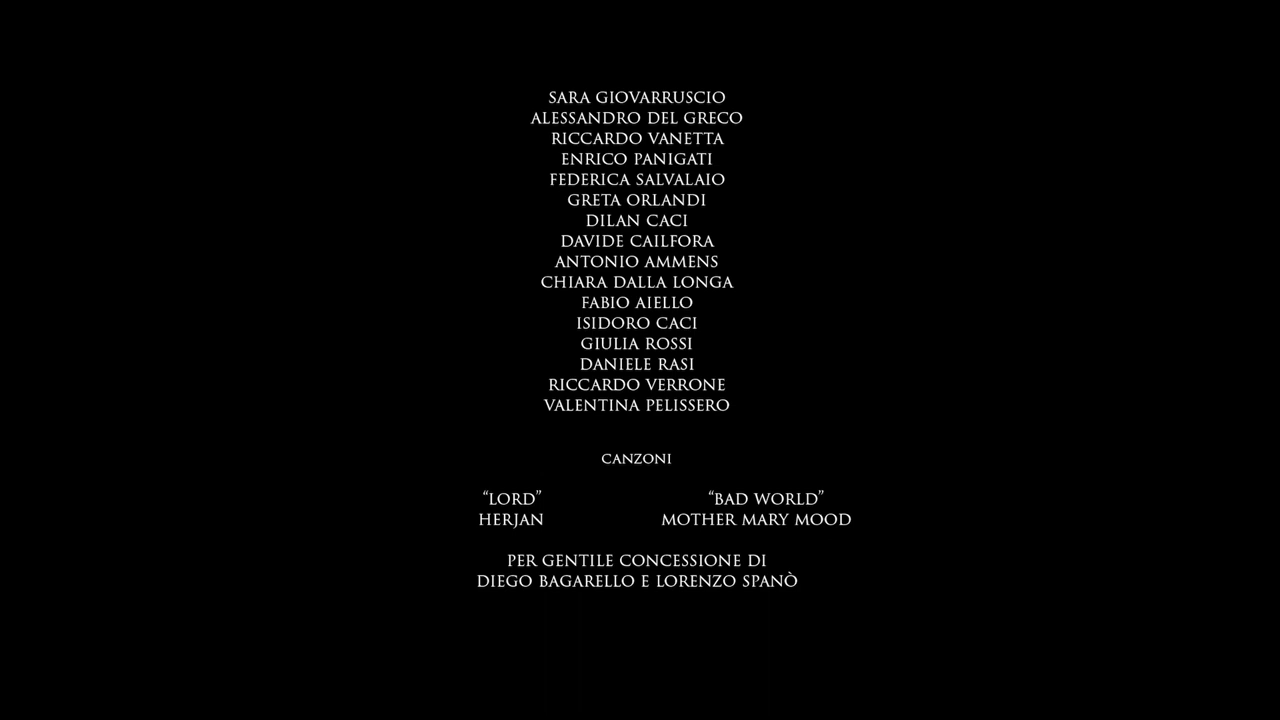 SARA GIOVARRUSCIO
ALESSANDRO DEL GRECO
RICCARDO VANETTA
ENRICO PANIGATI
FEDERICA SALVALAIO
GRETA ORLANDI
DILAN CACI
DAVIDE CAILFORA
ANTONIO AMMENS
CHIARA DALLA LONGA
FABIO AIELLO
ISIDORO CACI
GIULIA ROSSI
DANIELE RASI
RICCARDO VERRONE
VALENTINA PELISSERO
CANZONI
“LORD” “BAD WORLD”
HERJAN MOTHER MARY MOOD
PER GENTILE CONCESSIONE DI
DIEGO BAGARELLO E LORENZO SPANÒ